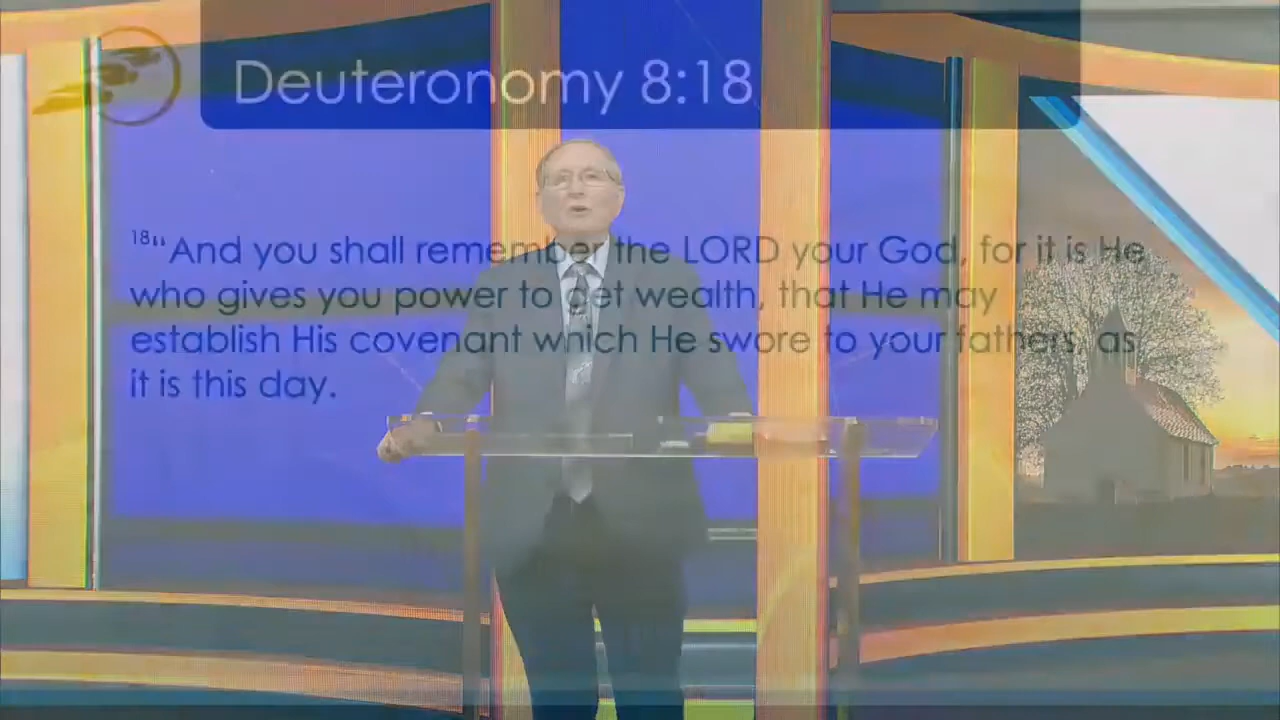 Deuteronomy 8:18
18“And you shall remember the LORD your God, for it is He
who gives you power to get wealth, that He may
establish His covenant which He swore to your fathers, as
it is this day.